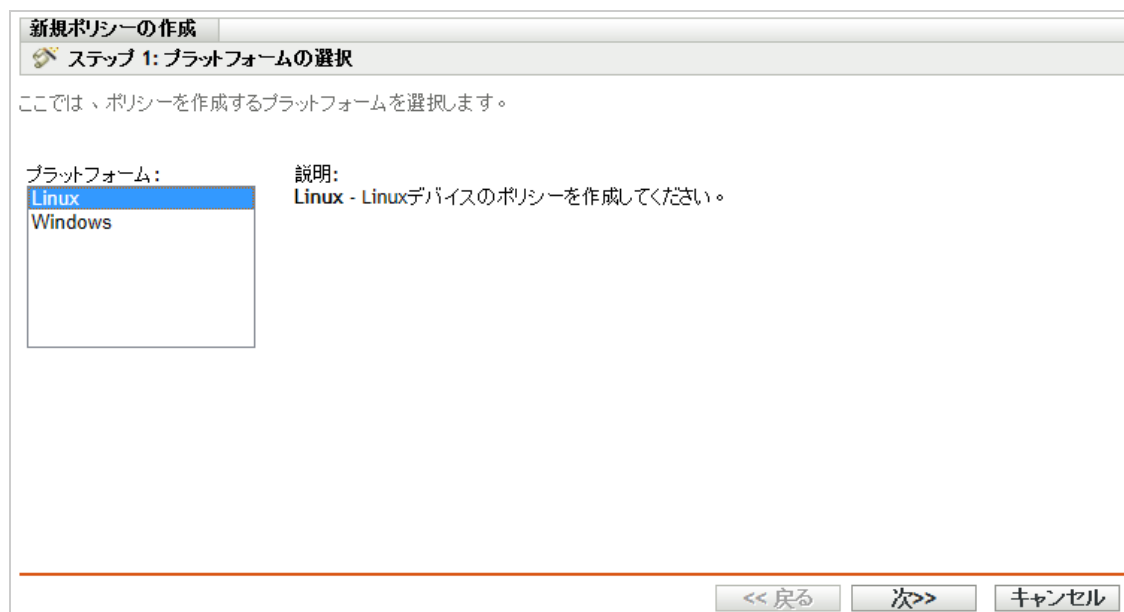 新規ポリシーの作成
ステップ 1: プラットフォームの選択
ここでは、ポリシーを作成するプラットフォームを選択します。
プラットフォーム:
Linux
Windows
説明:
Linux - Linuxデバイスのポリシーを作成してください。
<< 戻る
次>>
キャンセル